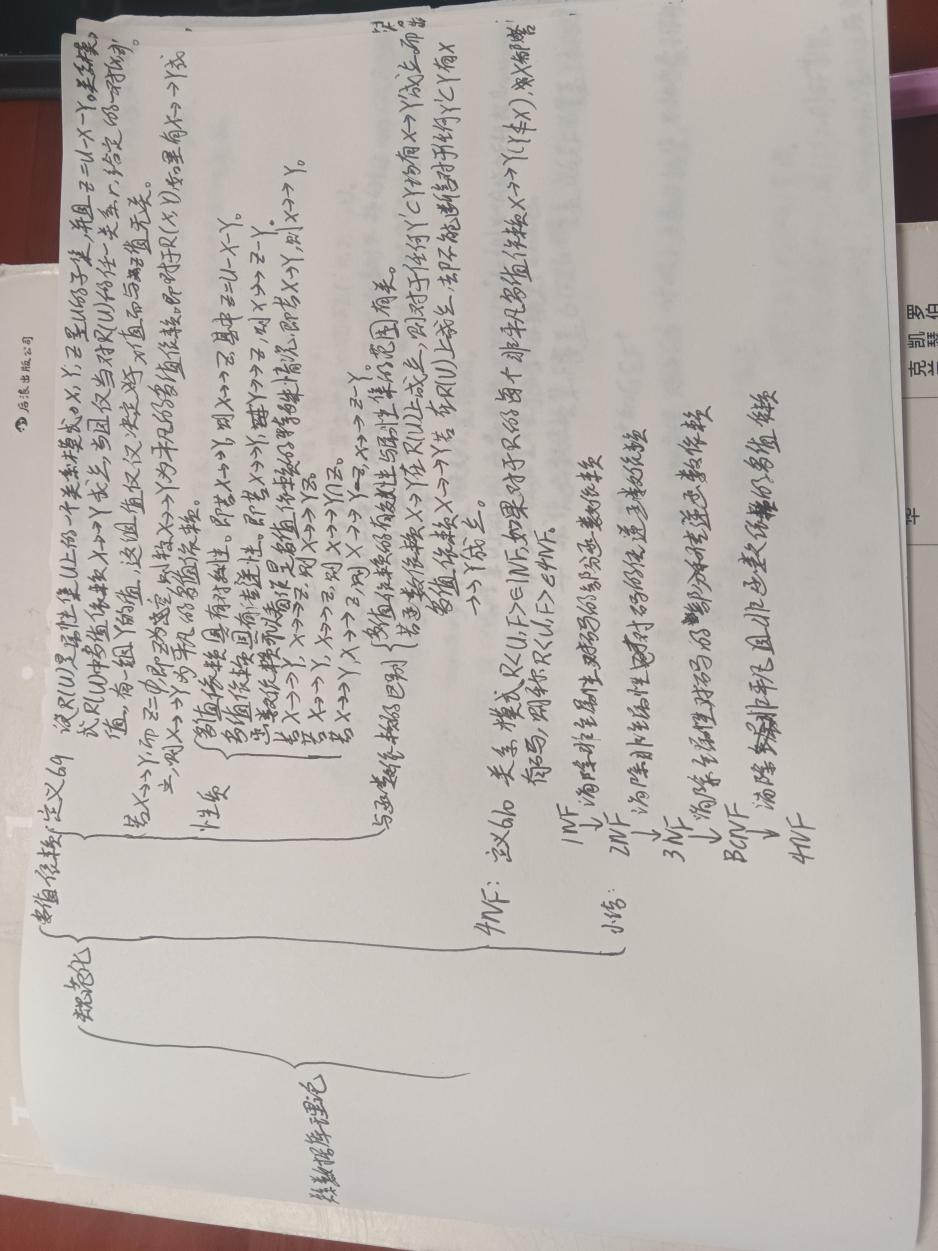 关系数据库理论
规范化
多值依赖
定义6.9
设R(U)是属性集U上的一个关系模式。X,Y,Z是U的子集,并且Z=U-X-Y。关系模
式R(U)中多值依赖X→→Y成立,当且仅当对R(U)的任一关系r,给定的一对(x,z)
值,有一组Y的值,这组值仅仅决定于x值而与z值无关。
若X→→Y,而Z=Φ,即Z为空,则称X→→Y为平凡的多值依赖。即对于R(X,Y),如果有X→→Y成
立,则X→→Y为平凡的多值依赖。
性质
多值依赖具有对称性。即若X→→Y,则X→→Z,其中Z=U-X-Y。
多值依赖具有传递性。即若X→→Y,Y→→Z,则X→→Z-Y。
函数依赖可以看作是多值依赖的特殊情况,即若X→Y,则X→→Y。
若X→→Y,X→→Z,则X→→YZ。
若X→→Y,X→→Z,则X→→Y∩Z。
若X→→Y,X→→Z,则X→→Y-Z,X→→Z-Y。
与函数依赖的区别
多值依赖的有效性与属性集的范围有关。
若函数依赖X→Y在R(U)上成立,则对于任何Y'⊂Y均有X→Y'成立。而
多值依赖X→→Y若在R(U)上成立,却不能断言对于任何Y'⊂Y有X
→→Y'成立。
4NF:
定义6.10
关系模式R<U,F>∈1NF,如果对于R的每个非平凡多值依赖X→→Y(Y⊈X),X都含
有码,则称R<U,F>∈4NF。
小结:
1NF
↓ 消除非主属性对码的部分函数依赖
2NF
↓ 消除非主属性对码的传递函数依赖
3NF
↓ 消除主属性对码的部分和传递函数依赖
BCNF
↓ 消除非平凡且非函数依赖的多值依赖
4NF
后浪出版公司
克 凯 罗
琴 伯
华